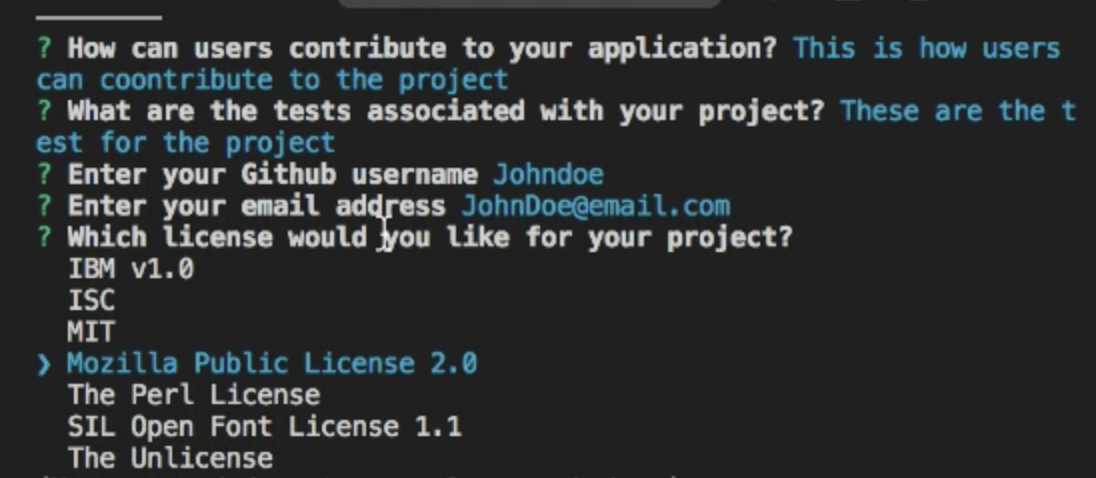 ? How can users contribute to your application? This is how users
can coontribute to the project
? What are the tests associated with your project? These are the t
est for the project
? Enter your Github username Johndoe
? Enter your email address JohnDoe@email.com
? Which license would you like for your project?
IBM v1.0
ISC
MIT
❯ Mozilla Public License 2.0
The Perl License
SIL Open Font License 1.1
The Unlicense